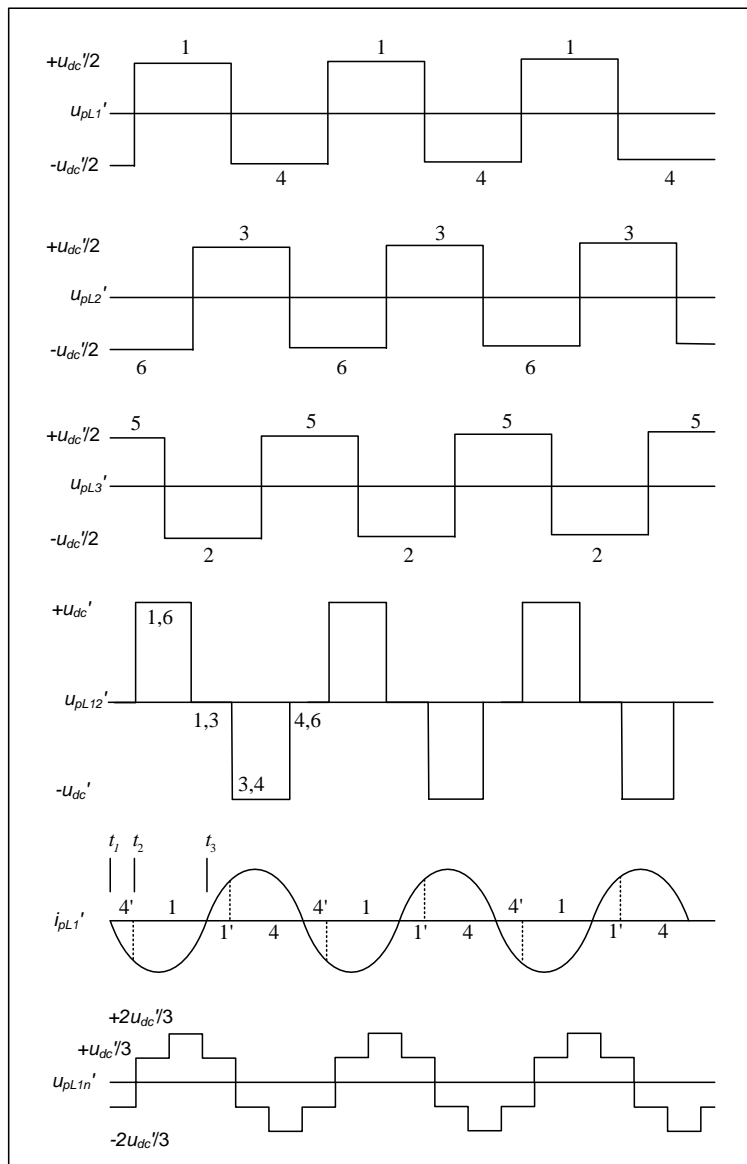 1 1 1
+u_dc'/2
u_pL1'
-u_dc'/2
4 4 4
3 3 3
+u_dc'/2
u_pL2'
-u_dc'/2
6 6 6
5 5 5 5
+u_dc'/2
u_pL3'
-u_dc'/2
2 2 2
+u_dc'
1,6
u_pL12'
1,3 4,6
3,4
-u_dc'
t_1 t_2 t_3
4' 1 4' 1 4' 1
i_pL1'
1' 4 1' 4 1' 4
+2u_dc'/3
+u_dc'/3
u_pL1n'
-2u_dc'/3